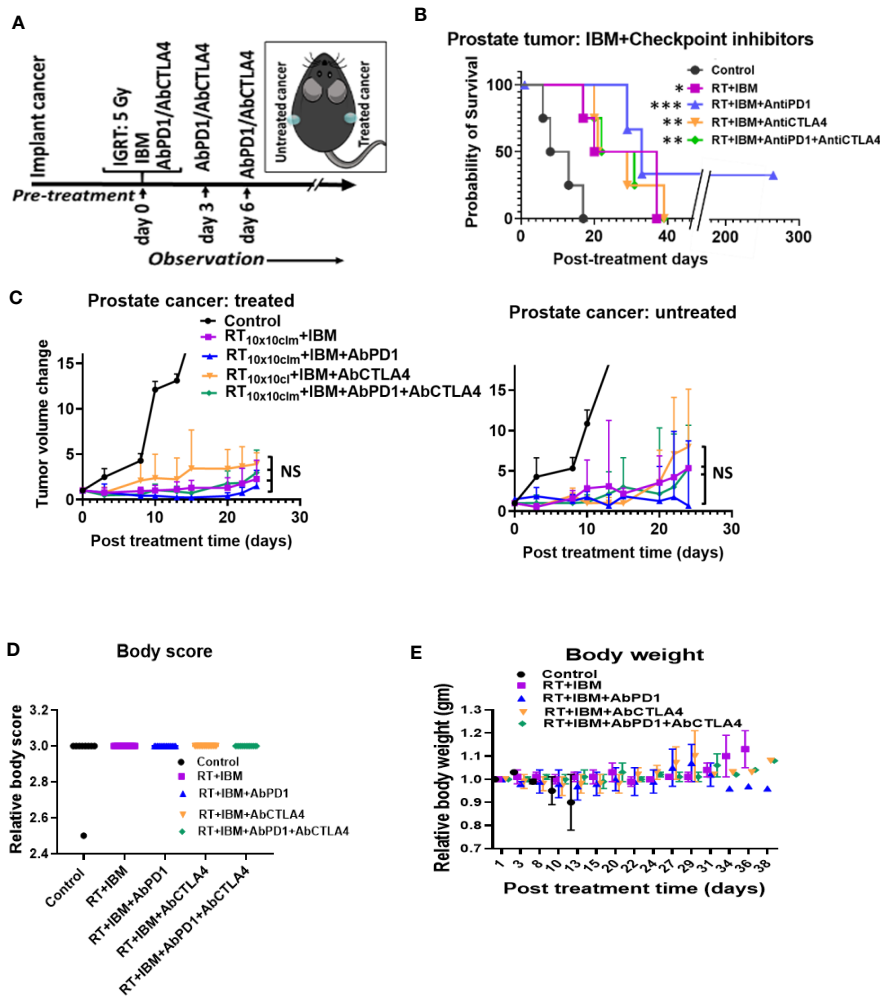 A
Implant cancer
IGRT: 5 Gy
IBM
AbPD1/AbCTLA4
AbPD1/AbCTLA4
AbPD1/AbCTLA4
Untreated cancer
Treated cancer
Pre-treatment
day 0
day 3
day 6
Observation
B
Prostate tumor: IBM+Checkpoint inhibitors
Control
* RT+IBM
*** RT+IBM+AntiPD1
** RT+IBM+AntiCTLA4
** RT+IBM+AntiPD1+AntiCTLA4
Probability of Survival
100
50
0
0 20 40 200 300
Post-treatment days
C
Prostate cancer: treated
Control
RT10x10clm+IBM
RT10x10clm+IBM+AbPD1
RT10x10cl+IBM+AbCTLA4
RT10x10clm+IBM+AbPD1+AbCTLA4
Tumor volume change
15
10
5
0
NS
0 10 20 30
Post treatment time (days)
Prostate cancer: untreated
15
10
5
0
NS
0 10 20 30
Post treatment time (days)
D
Body score
Relative body score
3.2
3.0
2.8
2.6
2.4
Control
RT+IBM
RT+IBM+AbPD1
RT+IBM+AbCTLA4
RT+IBM+AbPD1+AbCTLA4
Control
RT+IBM
RT+IBM+AbPD1
RT+IBM+AbCTLA4
RT+IBM+AbPD1+AbCTLA4
E
Body weight
Control
RT+IBM
RT+IBM+AbPD1
RT+IBM+AbCTLA4
RT+IBM+AbPD1+AbCTLA4
Relative body weight (gm)
1.3
1.2
1.1
1.0
0.9
0.8
0.7
1 3 8 10 13 15 20 22 24 27 29 31 34 36 38
Post treatment time (days)